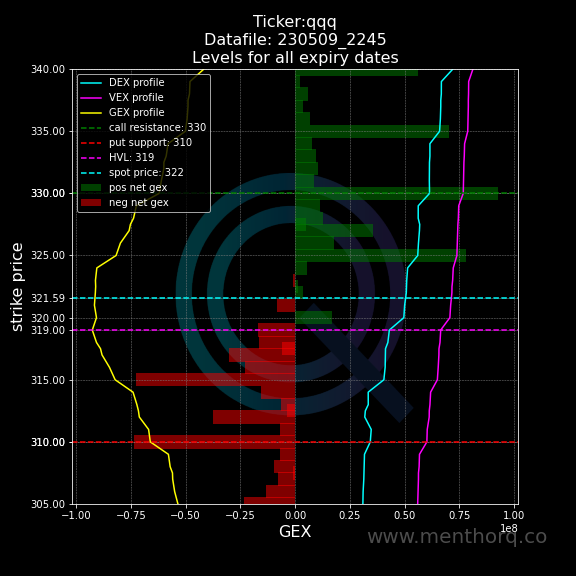 Ticker:qqq
Datafile: 230509_2245
Levels for all expiry dates
DEX profile
VEX profile
GEX profile
call resistance: 330
put support: 310
HVL: 319
spot price: 322
pos net gex
neg net gex
strike price
340.00
335.00
330.00
325.00
321.59
320.00
319.00
315.00
310.00
305.00
−1.00 −0.75 −0.50 −0.25 0.00 0.25 0.50 0.75 1.00
1e8
GEX
www.menthorq.co